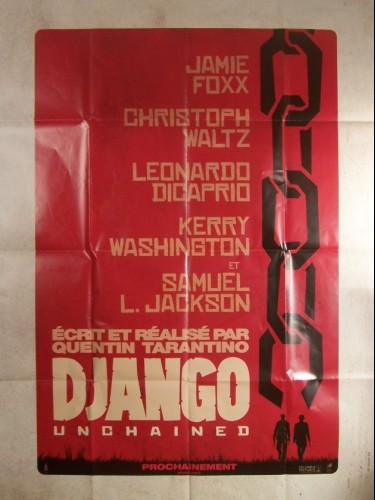 JAMIE
FOXX
CHRISTOPH
WALTZ
LEONARDO
DICAPRIO
KERRY
WASHINGTON
ET
SAMUEL
L. JACKSON
ÉCRIT ET RÉALISÉ PAR
QUENTIN TARANTINO
DJANGO
UNCHAINED
PROCHAINEMENT